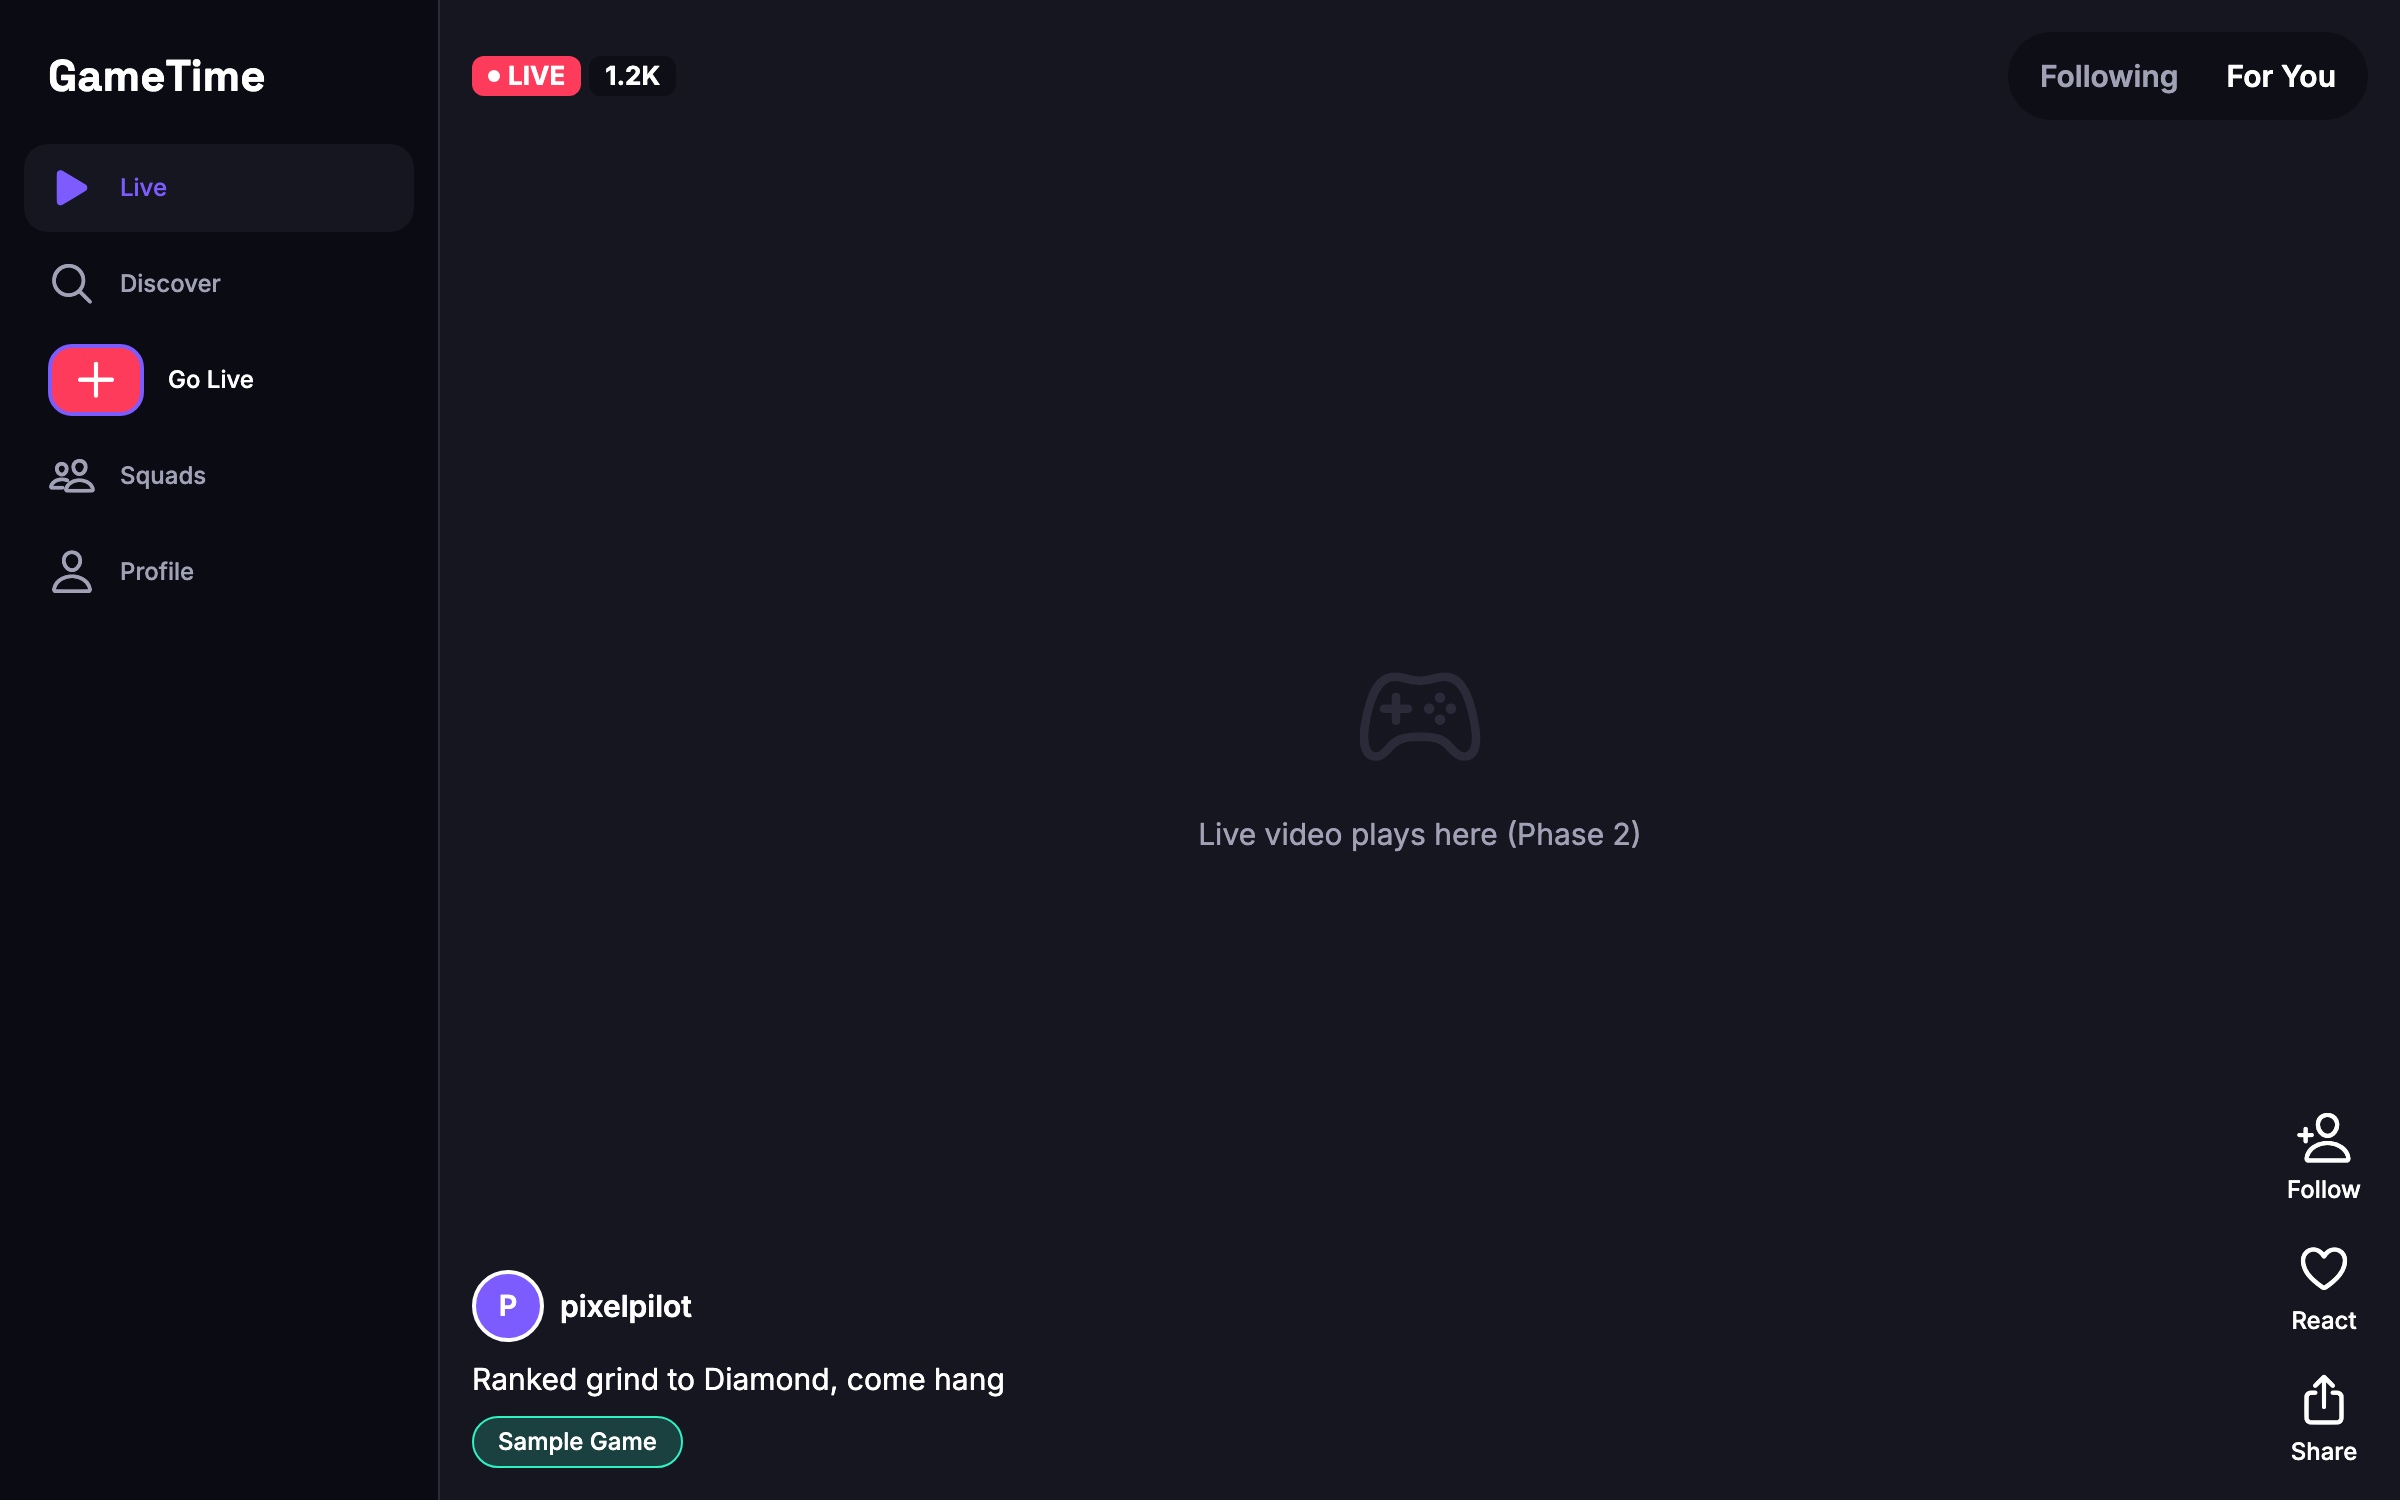 GameTime
Live
Discover
Go Live
Squads
Profile
LIVE 1.2K
Following For You
Live video plays here (Phase 2)
Follow
React
Share
P pixelpilot
Ranked grind to Diamond, come hang
Sample Game